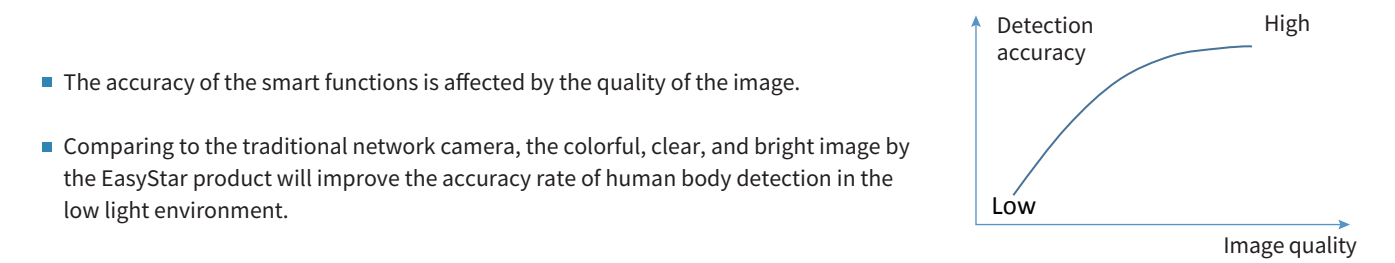 The accuracy of the smart functions is affected by the quality of the image.
Comparing to the traditional network camera, the colorful, clear, and bright image by
the EasyStar product will improve the accuracy rate of human body detection in the
low light environment.
Detection
accuracy
High
Low
Image quality